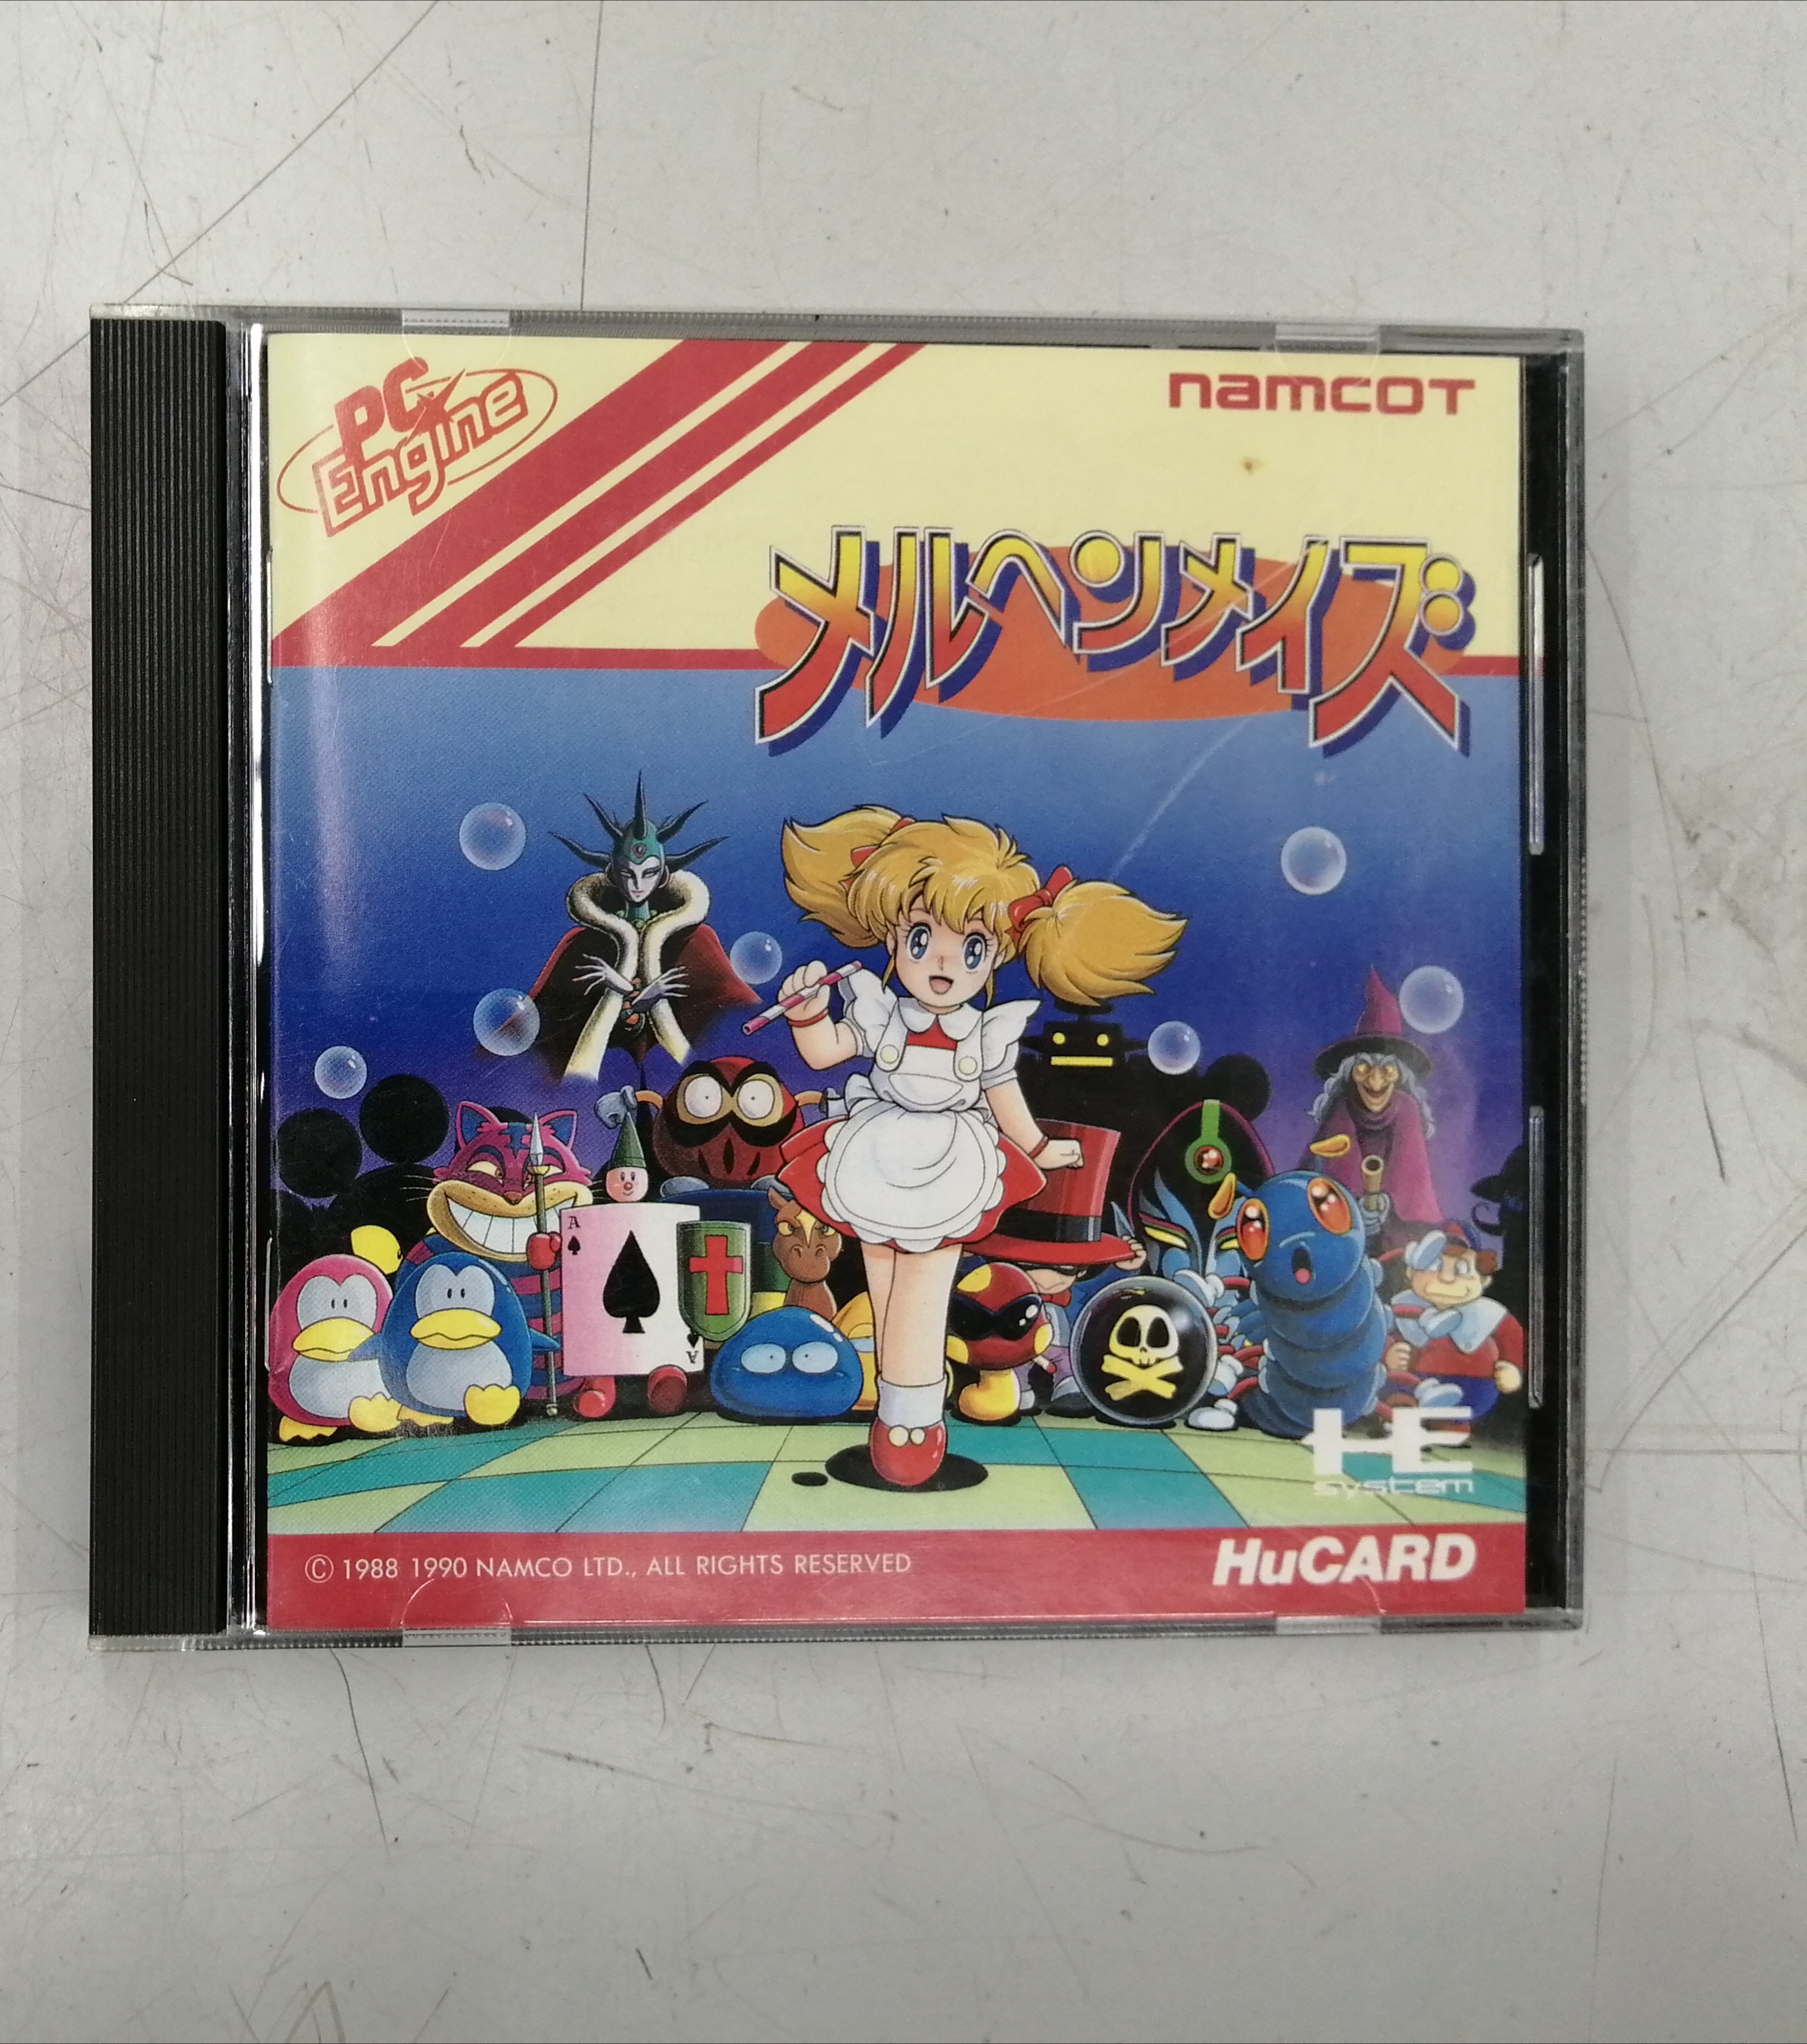 PC
Engine
namcot
メルヘンメイズ
A
A
HE
system
© 1988 1990 NAMCO LTD., ALL RIGHTS RESERVED
HuCARD